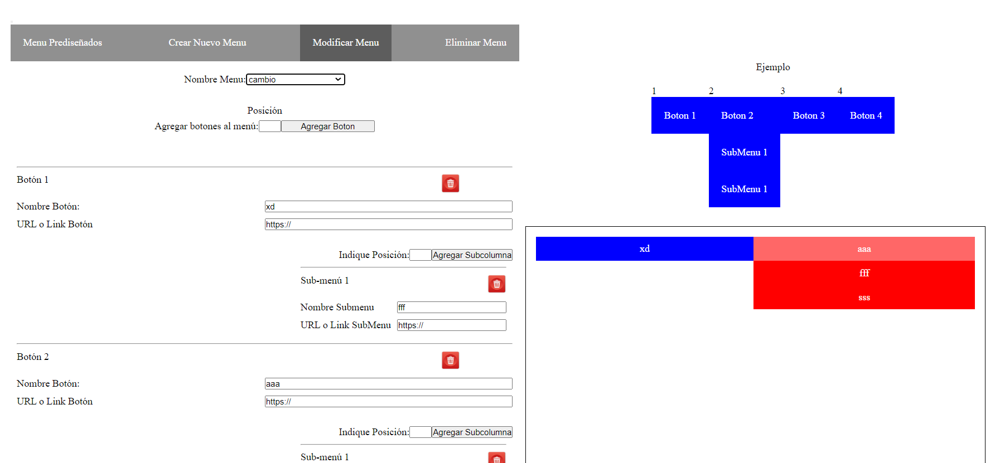 Menu Prediseñados Crear Nuevo Menu Modificar Menu Eliminar Menu
Nombre Menu: cambio
Posición
Agregar botones al menú: Agregar Boton
Botón 1
Nombre Botón: xd
URL o Link Botón https://
Indique Posición: Agregar Subcolumna
Sub-menú 1
Nombre Submenu fff
URL o Link SubMenu https://
Botón 2
Nombre Botón: aaa
URL o Link Botón https://
Indique Posición: Agregar Subcolumna
Sub-menú 1
Ejemplo
1 2 3 4
Boton 1 Boton 2 Boton 3 Boton 4
SubMenu 1
SubMenu 1
xd aaa
fff
sss